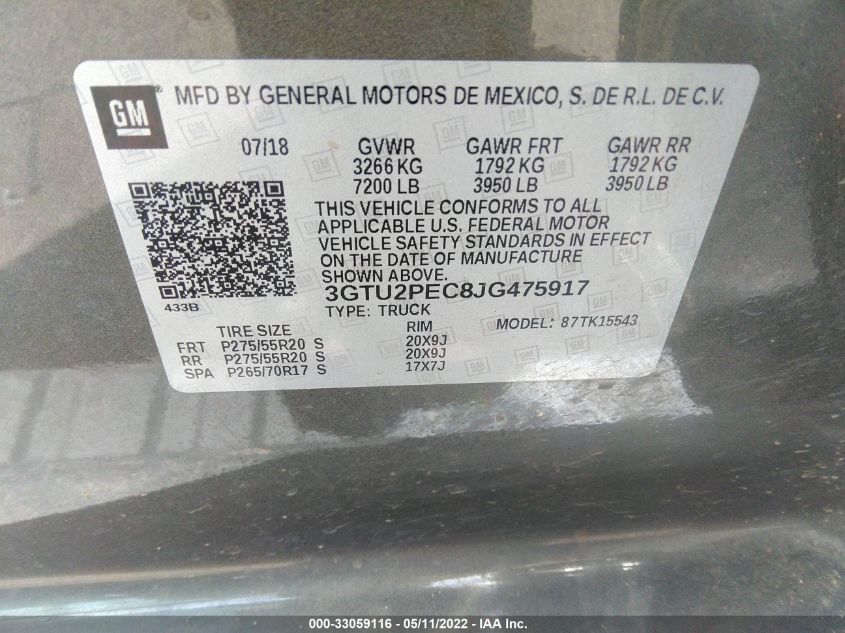 GM MFD BY GENERAL MOTORS DE MEXICO, S. DE R.L. DE C.V.
07/18 GVWR GAWR FRT GAWR RR
3266 KG 1792 KG 1792 KG
7200 LB 3950 LB 3950 LB
THIS VEHICLE CONFORMS TO ALL
APPLICABLE U.S. FEDERAL MOTOR
VEHICLE SAFETY STANDARDS IN EFFECT
ON THE DATE OF MANUFACTURE
SHOWN ABOVE.
433B
3GTU2PEC8JG475917
TYPE: TRUCK MODEL: 87TK15543
TIRE SIZE RIM
FRT P275/55R20 S 20X9J
RR P275/55R20 S 20X9J
SPA P265/70R17 S 17X7J
000-33059116 - 05/11/2022 - IAA Inc.